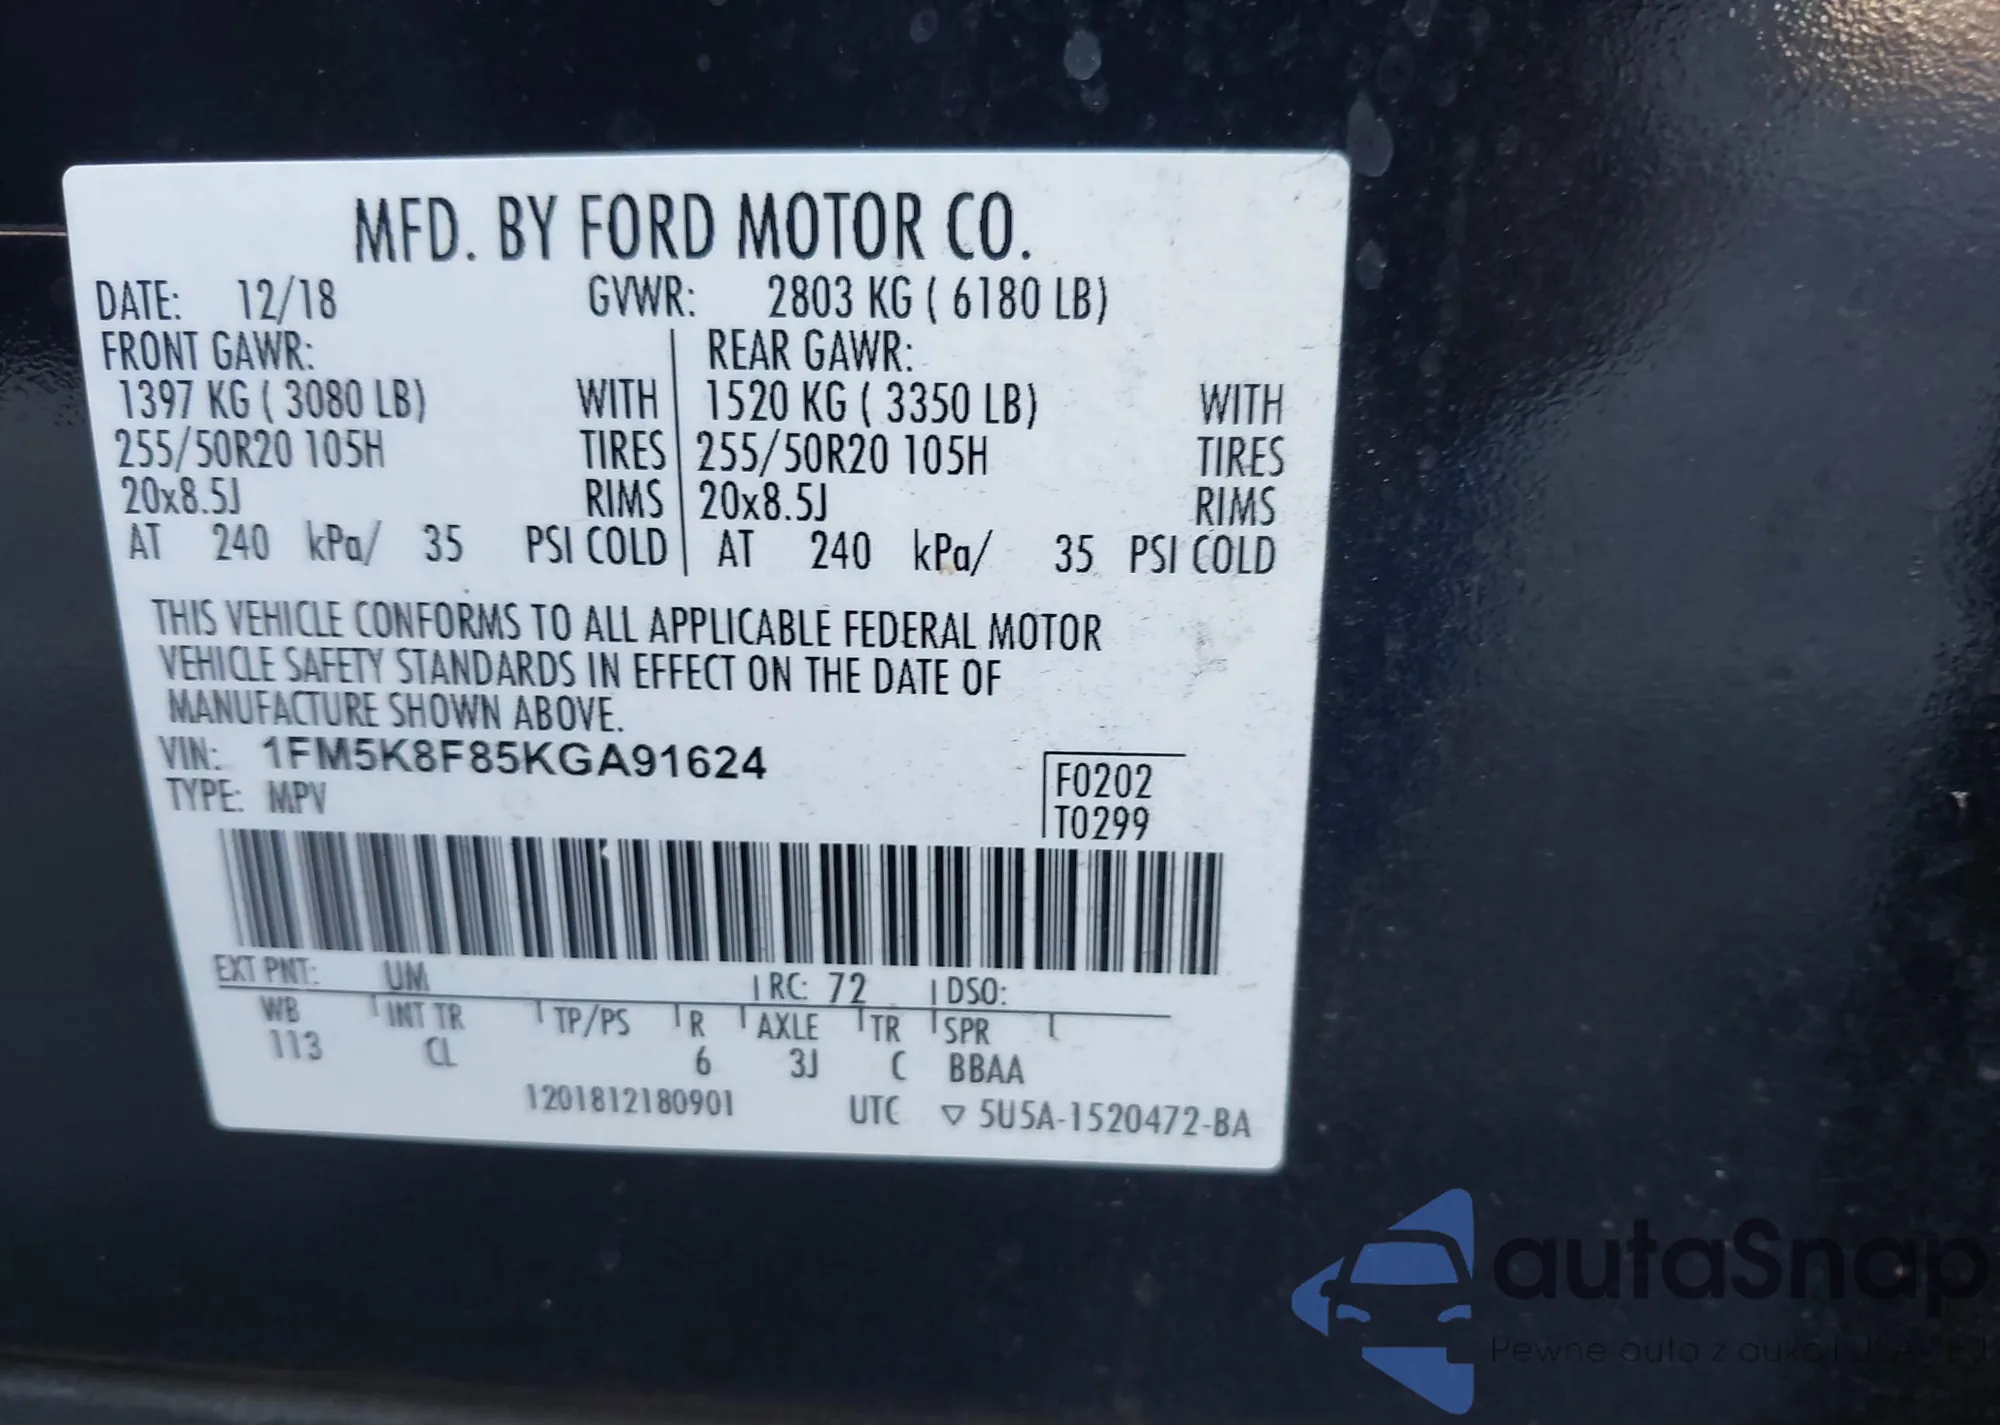 MFD. BY FORD MOTOR CO.
DATE: 12/18 GVWR: 2803 KG ( 6180 LB)
FRONT GAWR: REAR GAWR:
1397 KG ( 3080 LB) WITH 1520 KG ( 3350 LB) WITH
255/50R20 105H TIRES 255/50R20 105H TIRES
20x8.5J RIMS 20x8.5J RIMS
AT 240 kPa/ 35 PSI COLD AT 240 kPa/ 35 PSI COLD
THIS VEHICLE CONFORMS TO ALL APPLICABLE FEDERAL MOTOR
VEHICLE SAFETY STANDARDS IN EFFECT ON THE DATE OF
MANUFACTURE SHOWN ABOVE.
VIN: 1FM5K8F85KGA91624
TYPE: MPV
F0202
T0299
EXT PNT: UM RC: 72 DSO:
WB INT TR TP/PS R AXLE TR SPR
113 CL 6 3J C BBAA
1201812180901 UTC ▽ 5U5A-1520472-BA
autaSnap
Pewne auta z aukcji